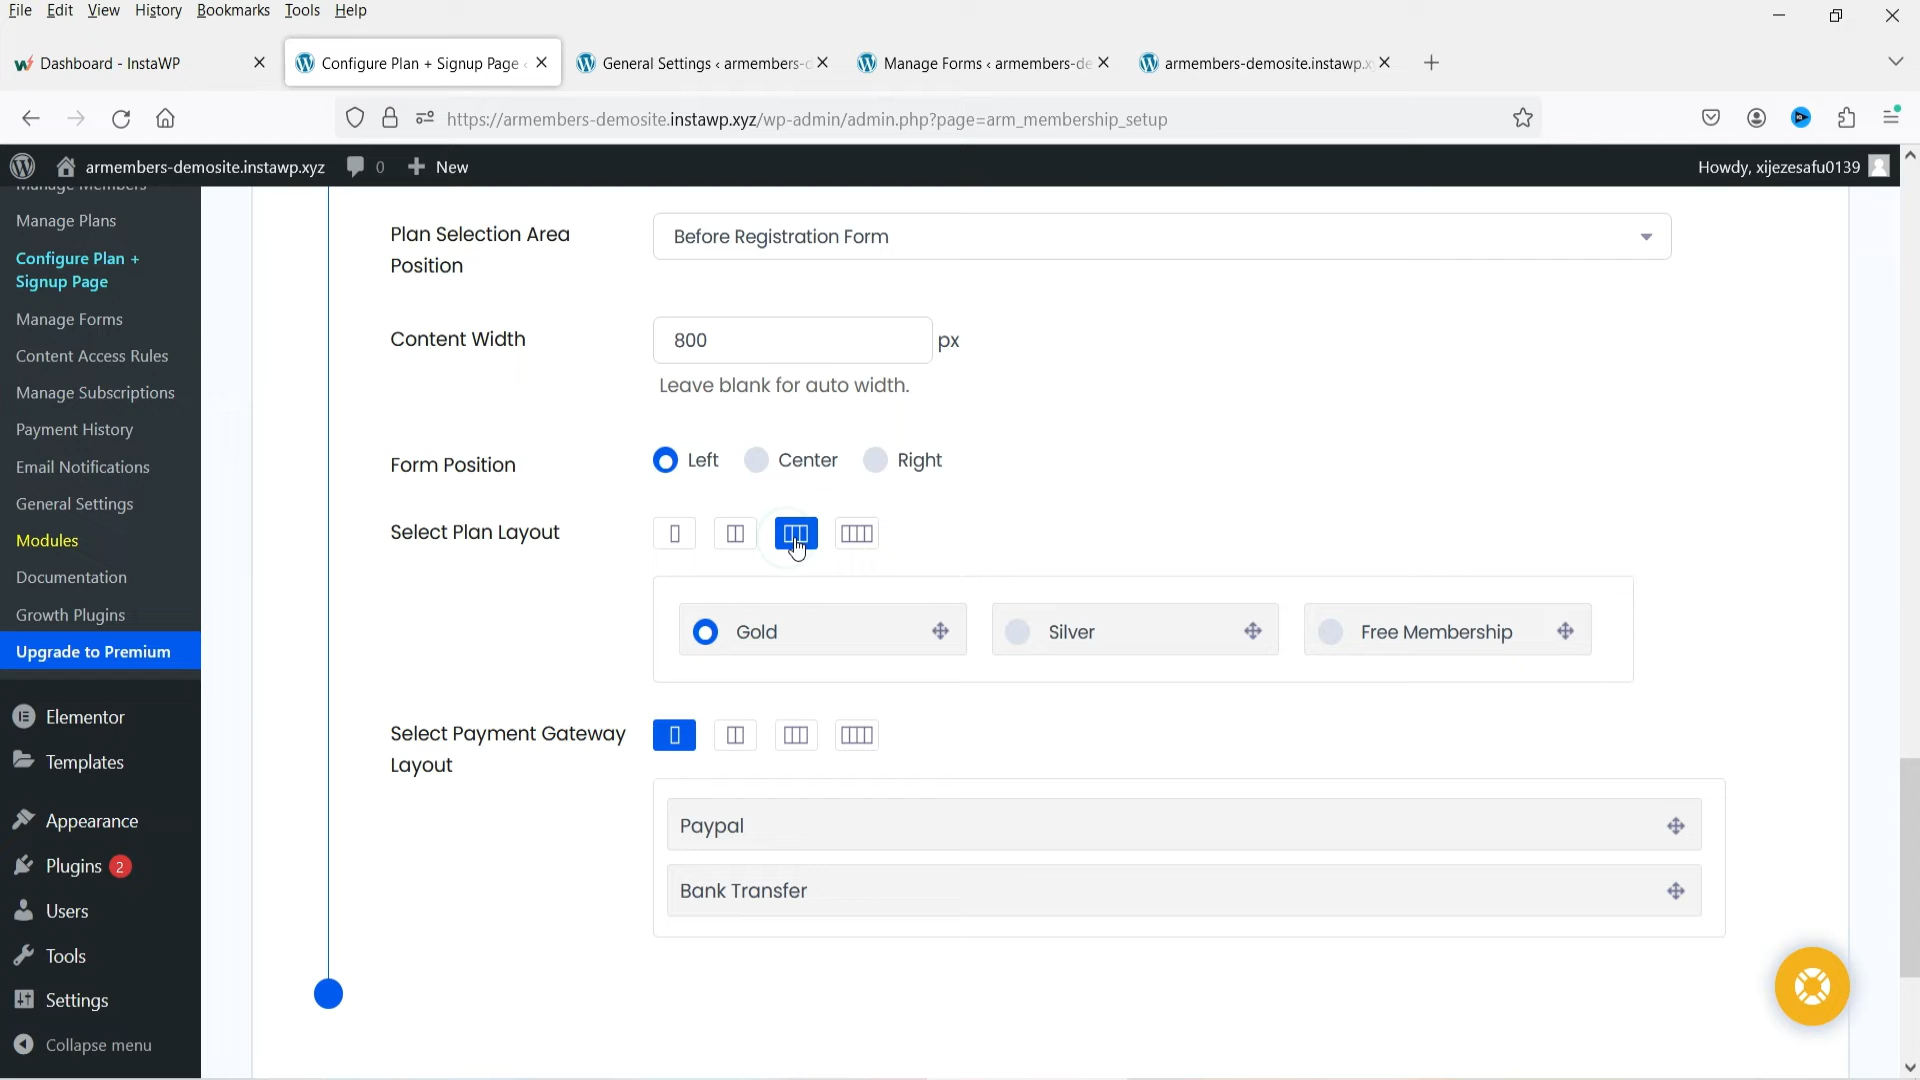 File Edit View History Bookmarks Tools Help
Dashboard - InstaWP
Configure Plan + Signup Page
General Settings ‹ armembers-
Manage Forms ‹ armembers-de
armembers-demosite.instawp.x
https://armembers-demosite.instawp.xyz/wp-admin/admin.php?page=arm_membership_setup
armembers-demosite.instawp.xyz 0 New
Howdy, xijezesafu0139
Manage Members
Manage Plans
Configure Plan +
Signup Page
Manage Forms
Content Access Rules
Manage Subscriptions
Payment History
Email Notifications
General Settings
Modules
Documentation
Growth Plugins
Upgrade to Premium
Elementor
Templates
Appearance
Plugins 2
Users
Tools
Settings
Collapse menu
Plan Selection Area
Position
Before Registration Form
Content Width
800 px
Leave blank for auto width.
Form Position
Left Center Right
Select Plan Layout
Gold Silver Free Membership
Select Payment Gateway
Layout
Paypal
Bank Transfer